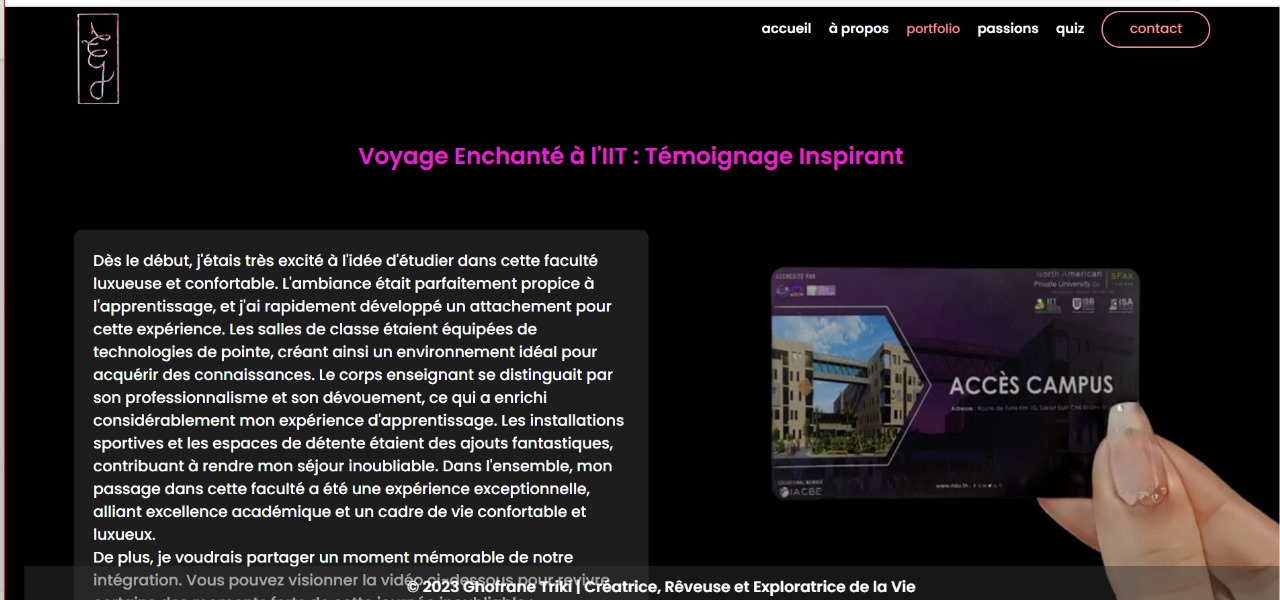 accueil à propos portfolio passions quiz contact
Voyage Enchanté à l'IIT : Témoignage Inspirant
Dès le début, j'étais très excité à l'idée d'étudier dans cette faculté
luxueuse et confortable. L'ambiance était parfaitement propice à
l'apprentissage, et j'ai rapidement développé un attachement pour
cette expérience. Les salles de classe étaient équipées de
technologies de pointe, créant ainsi un environnement idéal pour
acquérir des connaissances. Le corps enseignant se distinguait par
son professionnalisme et son dévouement, ce qui a enrichi
considérablement mon expérience d'apprentissage. Les installations
sportives et les espaces de détente étaient des ajouts fantastiques,
contribuant à rendre mon séjour inoubliable. Dans l'ensemble, mon
passage dans cette faculté a été une expérience exceptionnelle,
alliant excellence académique et un cadre de vie confortable et
luxueux.
De plus, je voudrais partager un moment mémorable de notre
intégration. Vous pouvez visionner la vidéo ci-dessous pour revivre
ACCRÉDITÉ PAR
North American
Private University
SFAX
IIT
ISB
ISA
ACCÈS CAMPUS
Adresse : Route de Tunis Km 10,
EDUCATIONAL MEMBER
IACBE
© 2023 Ghofrane Triki | Créatrice, Rêveuse et Exploratrice de la Vie